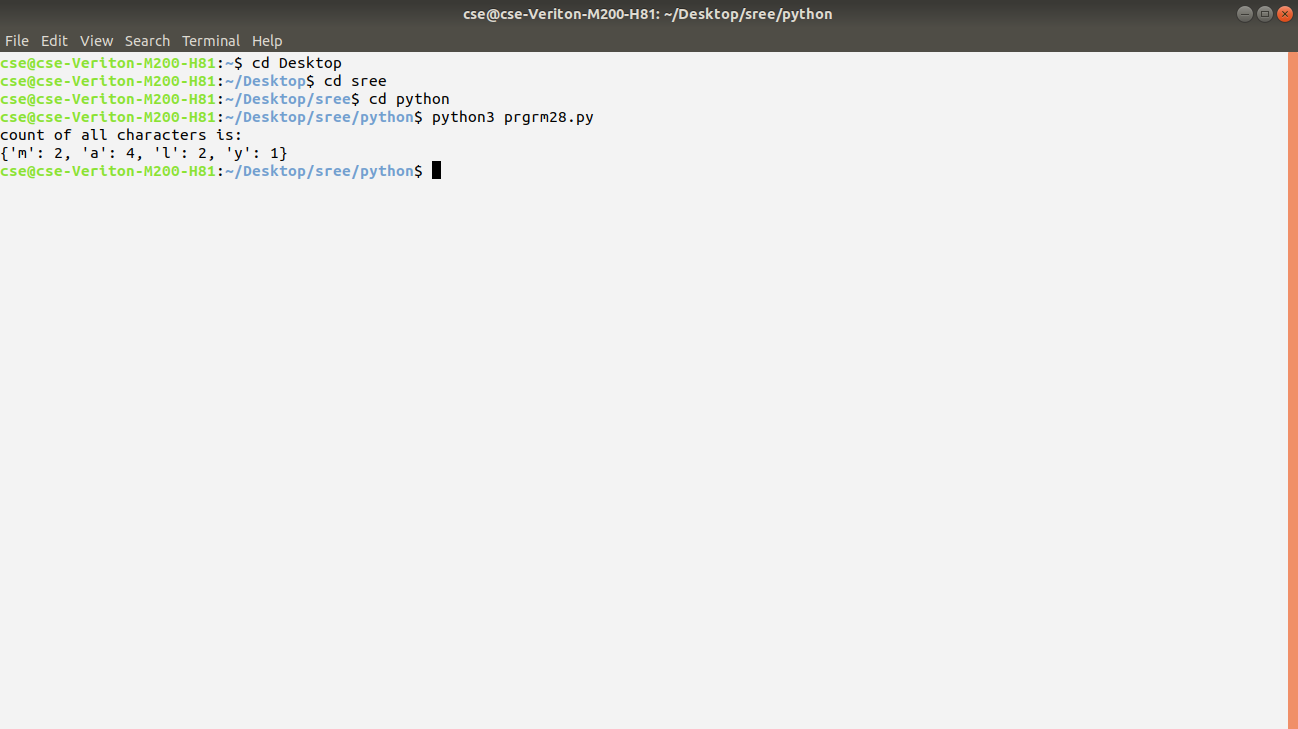 cse@cse-Veriton-M200-H81: ~/Desktop/sree/python
File Edit View Search Terminal Help
cse@cse-Veriton-M200-H81:~$ cd Desktop
cse@cse-Veriton-M200-H81:~/Desktop$ cd sree
cse@cse-Veriton-M200-H81:~/Desktop/sree$ cd python
cse@cse-Veriton-M200-H81:~/Desktop/sree/python$ python3 prgrm28.py
count of all characters is:
{'m': 2, 'a': 4, 'l': 2, 'y': 1}
cse@cse-Veriton-M200-H81:~/Desktop/sree/python$